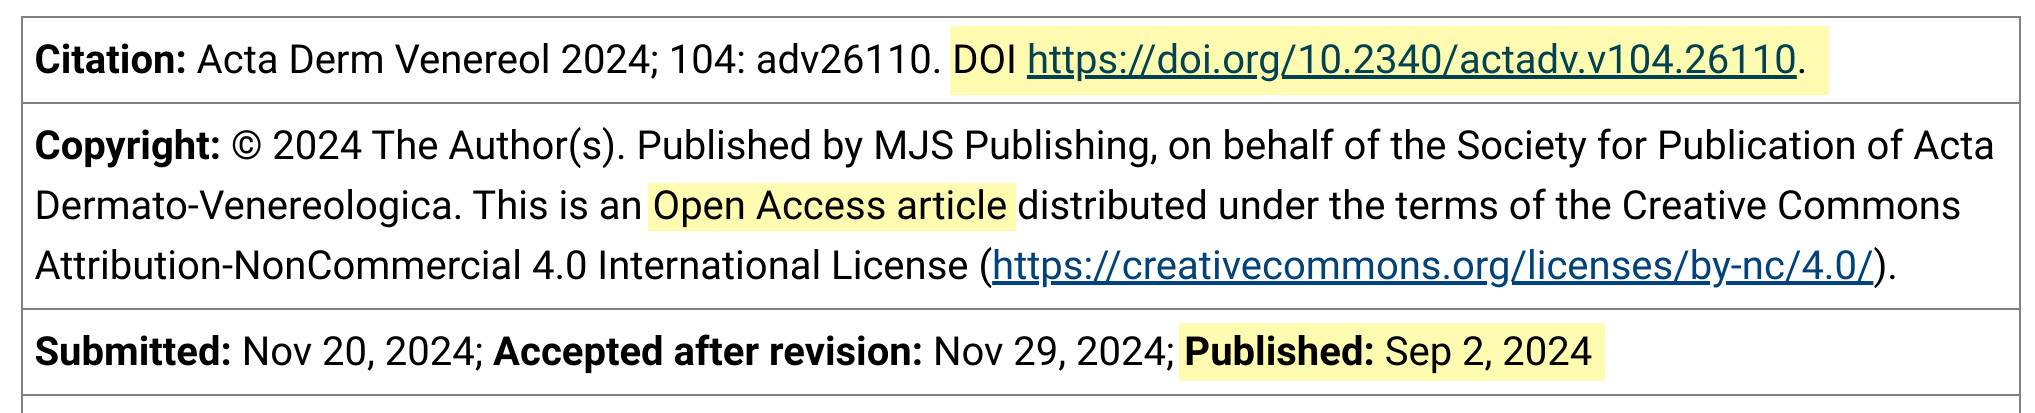 Citation: Acta Derm Venereol 2024; 104: adv26110. DOI https://doi.org/10.2340/actadv.v104.26110.
Copyright: © 2024 The Author(s). Published by MJS Publishing, on behalf of the Society for Publication of Acta
Dermato-Venereologica. This is an Open Access article distributed under the terms of the Creative Commons
Attribution-NonCommercial 4.0 International License (https://creativecommons.org/licenses/by-nc/4.0/).
Submitted: Nov 20, 2024; Accepted after revision: Nov 29, 2024; Published: Sep 2, 2024